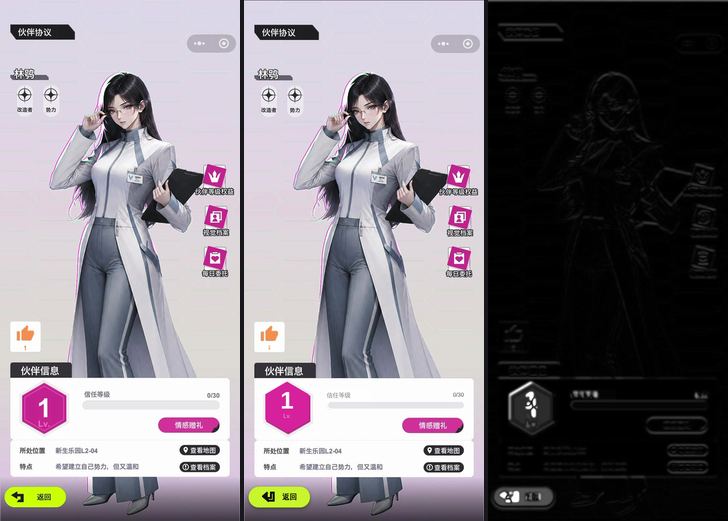 伙伴协议
林鸮
改造者
势力
伙伴等级权益
视觉档案
每日委托
1
伙伴信息
1
Lv.
信任等级
0/30
情感赠礼
所处位置
新生乐园L2-04
查看地图
特点
希望建立自己势力，但又温和
查看档案
返回
伙伴协议
林鸮
改造者
势力
伙伴等级权益
视觉档案
每日委托
1
伙伴信息
1
Lv.
信任等级
0/30
情感赠礼
所处位置
新生乐园L2-04
查看地图
特点
希望建立自己势力，但又温和
查看档案
返回